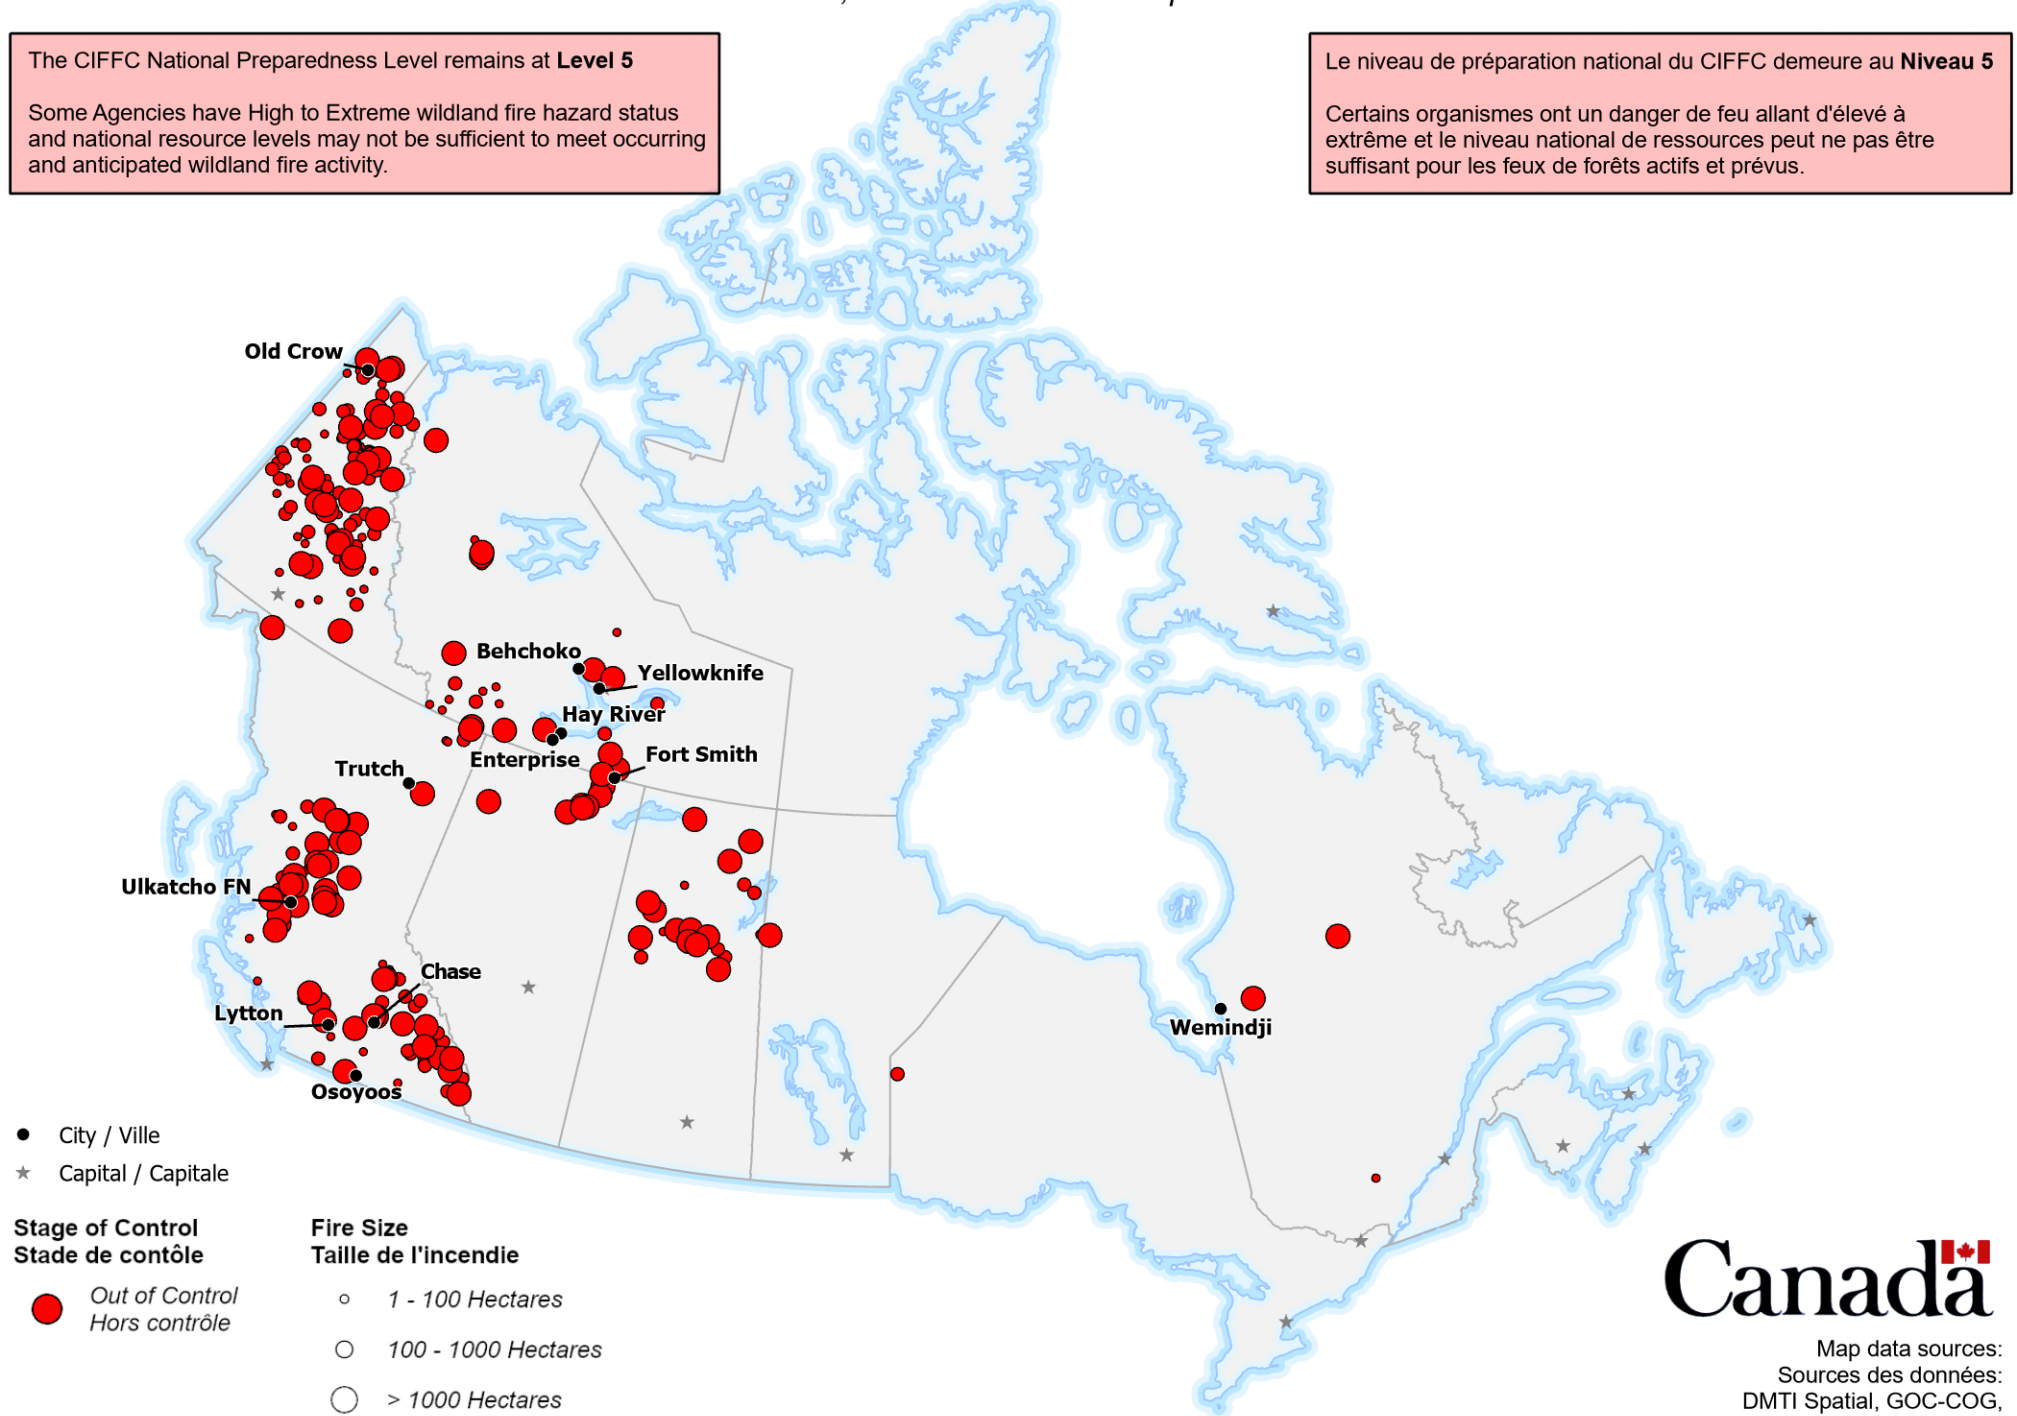 The CIFFC National Preparedness Level remains at Level 5
Some Agencies have High to Extreme wildland fire hazard status
and national resource levels may not be sufficient to meet occurring
and anticipated wildland fire activity.
Le niveau de préparation national du CIFFC demeure au Niveau 5
Certains organismes ont un danger de feu allant d'élevé à
extrême et le niveau national de ressources peut ne pas être
suffisant pour les feux de forêts actifs et prévus.
Old Crow
Behchoko
Yellowknife
Hay River
Enterprise
Fort Smith
Trutch
Ulkatcho FN
Chase
Lytton
Wemindji
Osoyoos
City / Ville
Capital / Capitale
Stage of Control
Stade de contôle
Out of Control
Hors contrôle
Fire Size
Taille de l'incendie
1 - 100 Hectares
100 - 1000 Hectares
> 1000 Hectares
Canada
Map data sources:
Sources des données:
DMTI Spatial, GOC-COG,